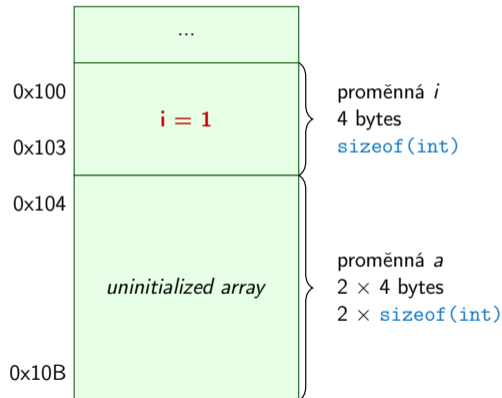 ...
0x100
i = 1
0x103
proměnná i
4 bytes
sizeof(int)
0x104
uninitialized array
0x10B
proměnná a
2 × 4 bytes
2 × sizeof(int)